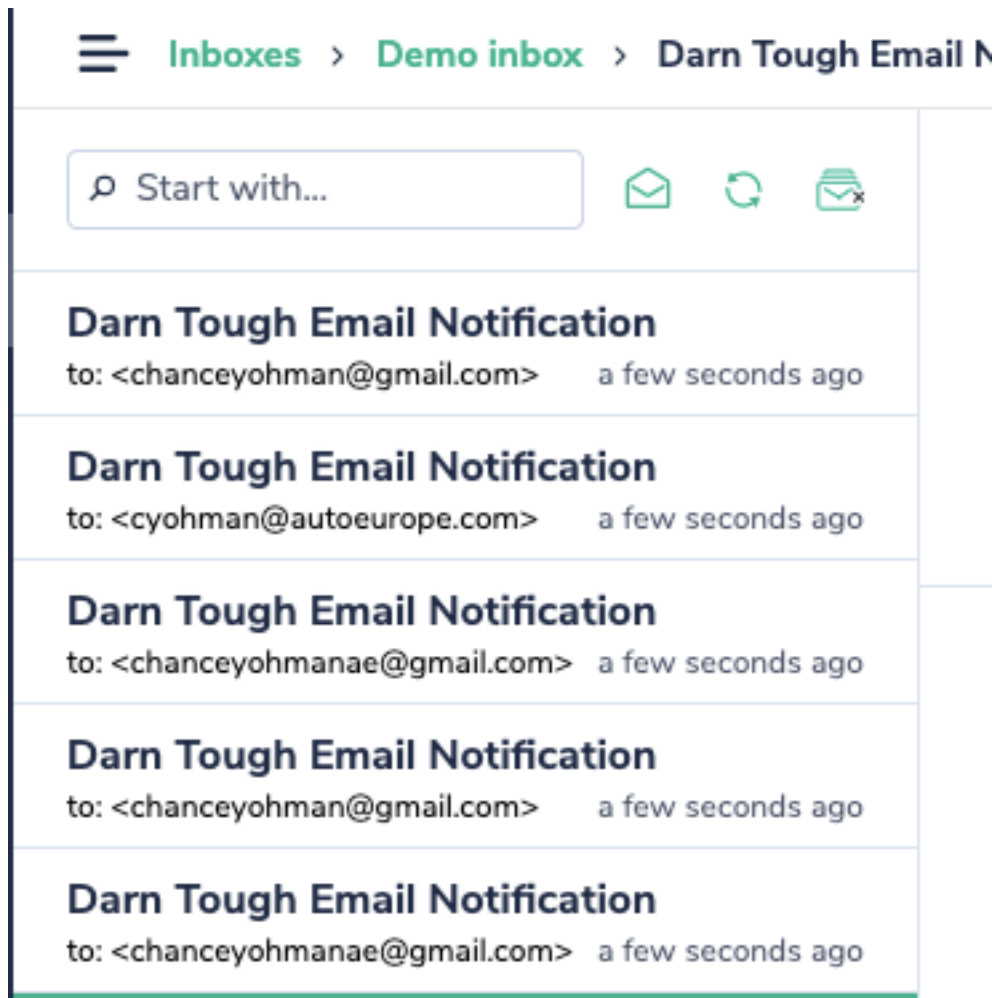 Inboxes > Demo inbox > Darn Tough Email
Start with...
Darn Tough Email Notification
to: <chanceyohman@gmail.com> a few seconds ago
Darn Tough Email Notification
to: <cyohman@autoeurope.com> a few seconds ago
Darn Tough Email Notification
to: <chanceyohmanae@gmail.com> a few seconds ago
Darn Tough Email Notification
to: <chanceyohman@gmail.com> a few seconds ago
Darn Tough Email Notification
to: <chanceyohmanae@gmail.com> a few seconds ago